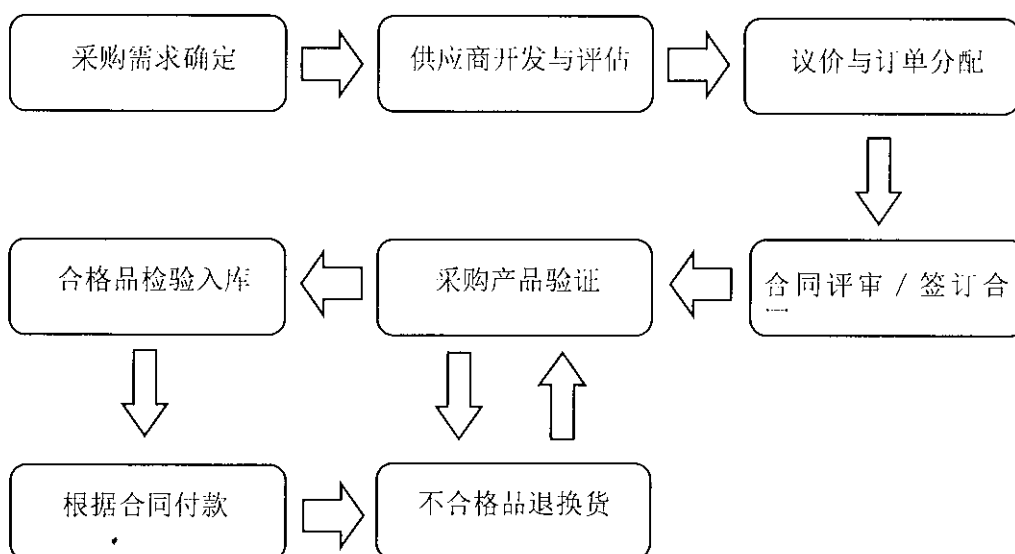 采购需求确定
供应商开发与评估
议价与订单分配
合格品检验入库
采购产品验证
合同评审 / 签订合
根据合同付款
不合格品退换货